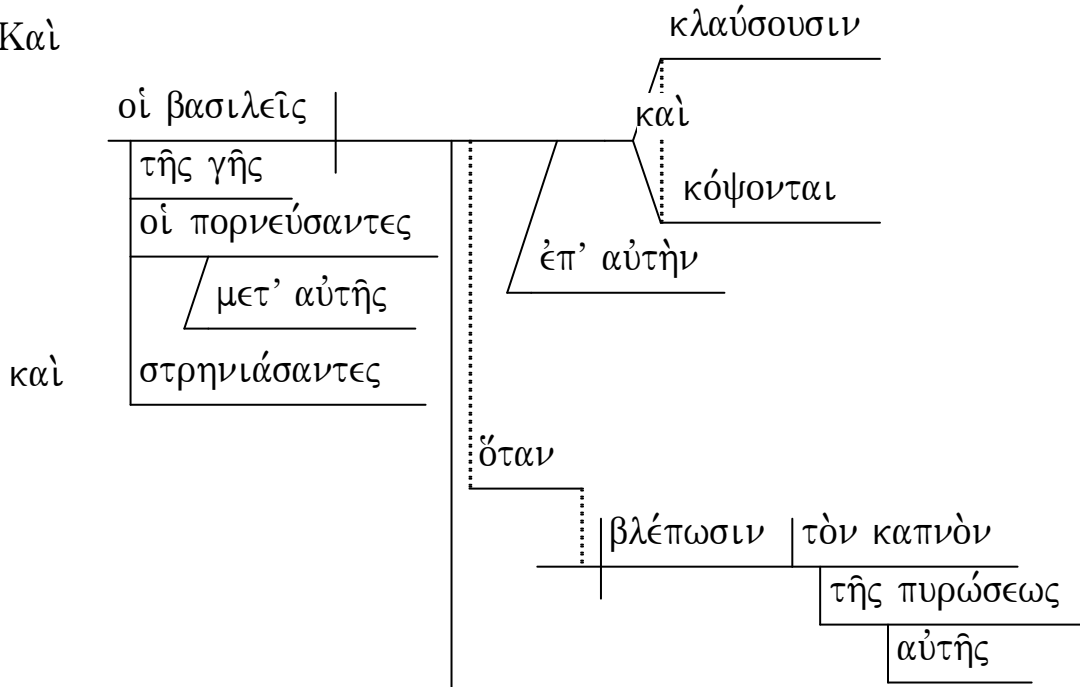 Καὶ
κλαύσουσιν
οἱ βασιλεῖς
καὶ
τῆς γῆς
κόψονται
οἱ πορνεύσαντες
ἐπ’ αὐτὴν
μετ’ αὐτῆς
καὶ στρηνιάσαντες
ὅταν
βλέπωσιν τὸν καπνὸν
τῆς πυρώσεως
αὐτῆς